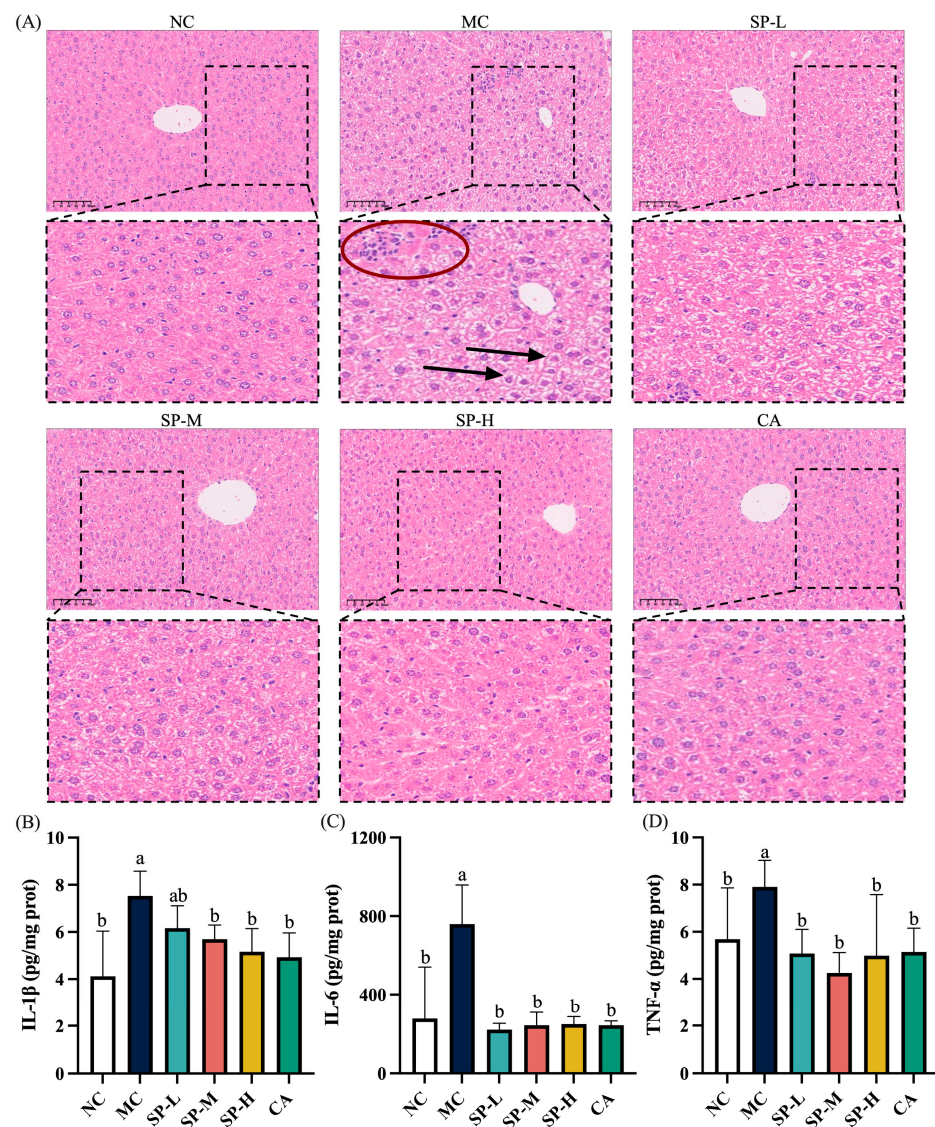 (A)
NC
MC
SP-L
SP-M
SP-H
CA
(B)
10
8
6
4
2
0
IL-1β (pg/mg prot)
b
a
ab
b
b
b
NC
MC
SP-L
SP-M
SP-H
CA
(C)
1200
800
400
0
IL-6 (pg/mg prot)
b
a
b
b
b
b
NC
MC
SP-L
SP-M
SP-H
CA
(D)
10
8
6
4
2
0
TNF-α (pg/mg prot)
b
a
b
b
b
b
NC
MC
SP-L
SP-M
SP-H
CA